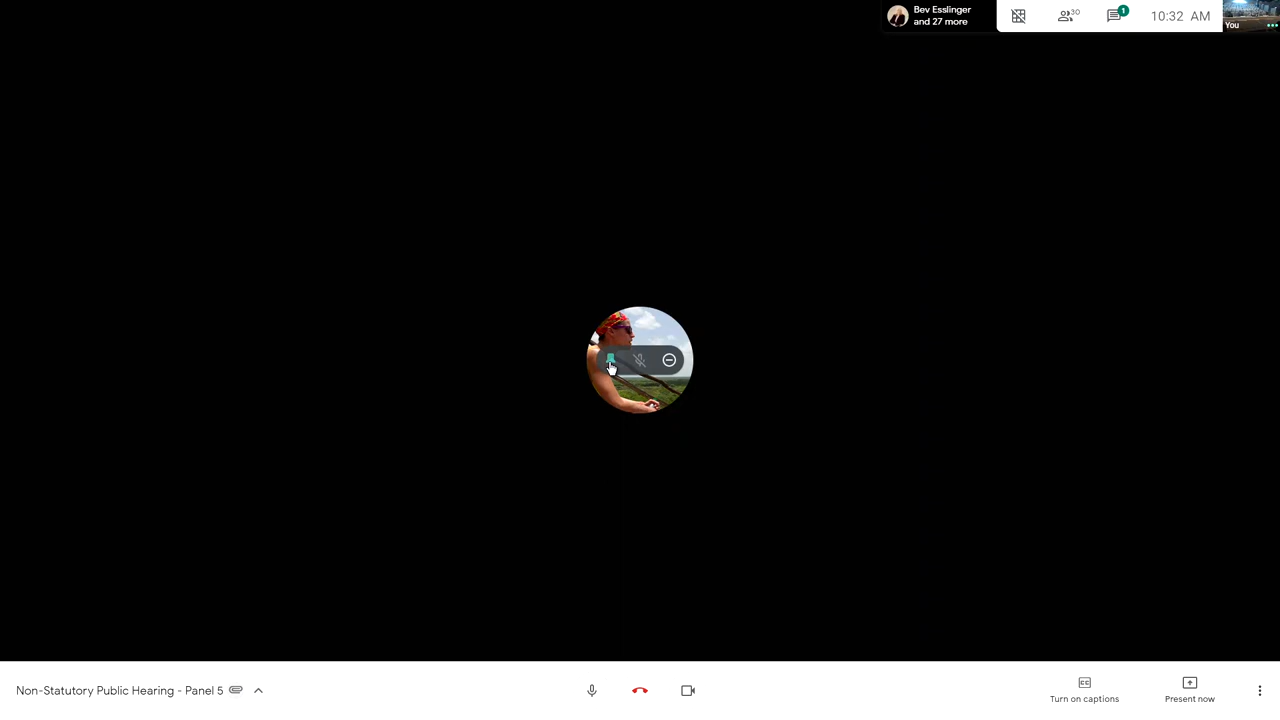 Bev Esslinger
and 27 more
30
1
10:32 AM
You
Non-Statutory Public Hearing - Panel 5
CC
Turn on captions
Present now